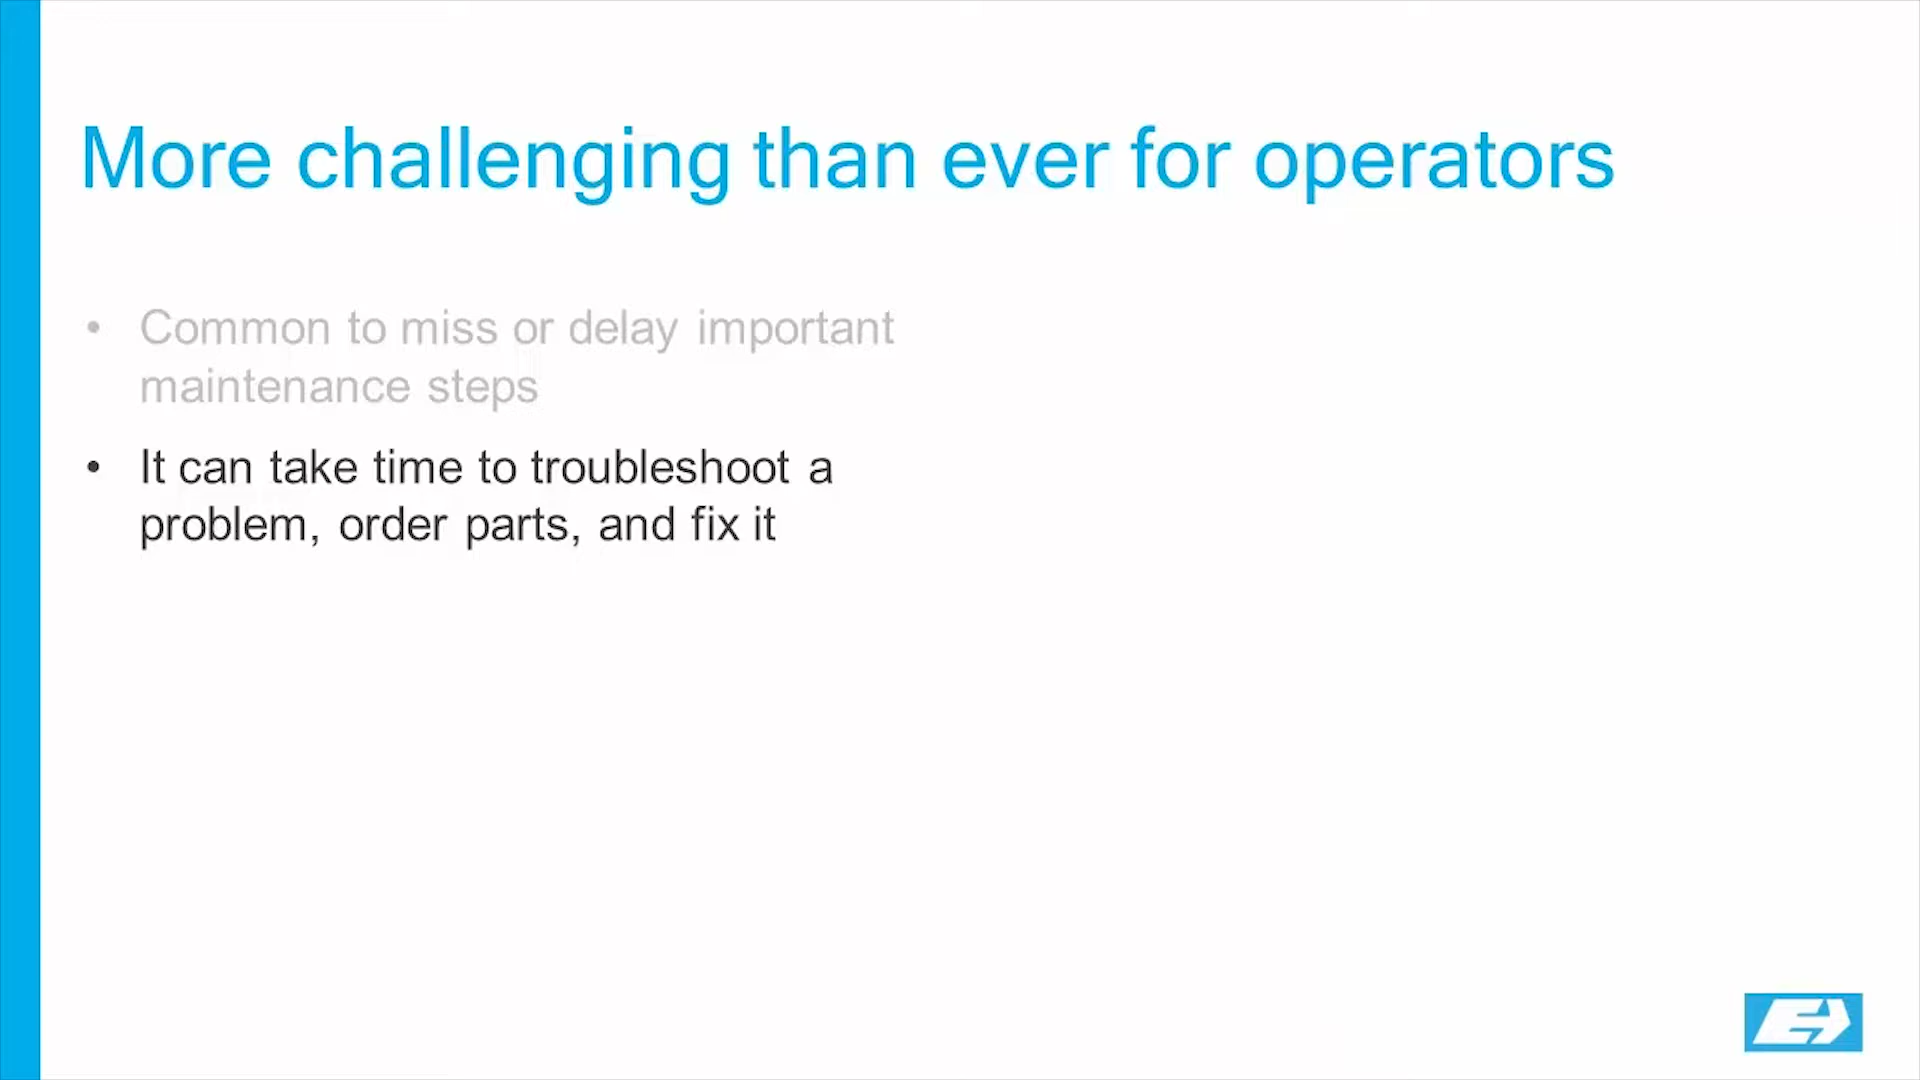 More challenging than ever for operators
• Common to miss or delay important
maintenance steps
• It can take time to troubleshoot a
problem, order parts, and fix it